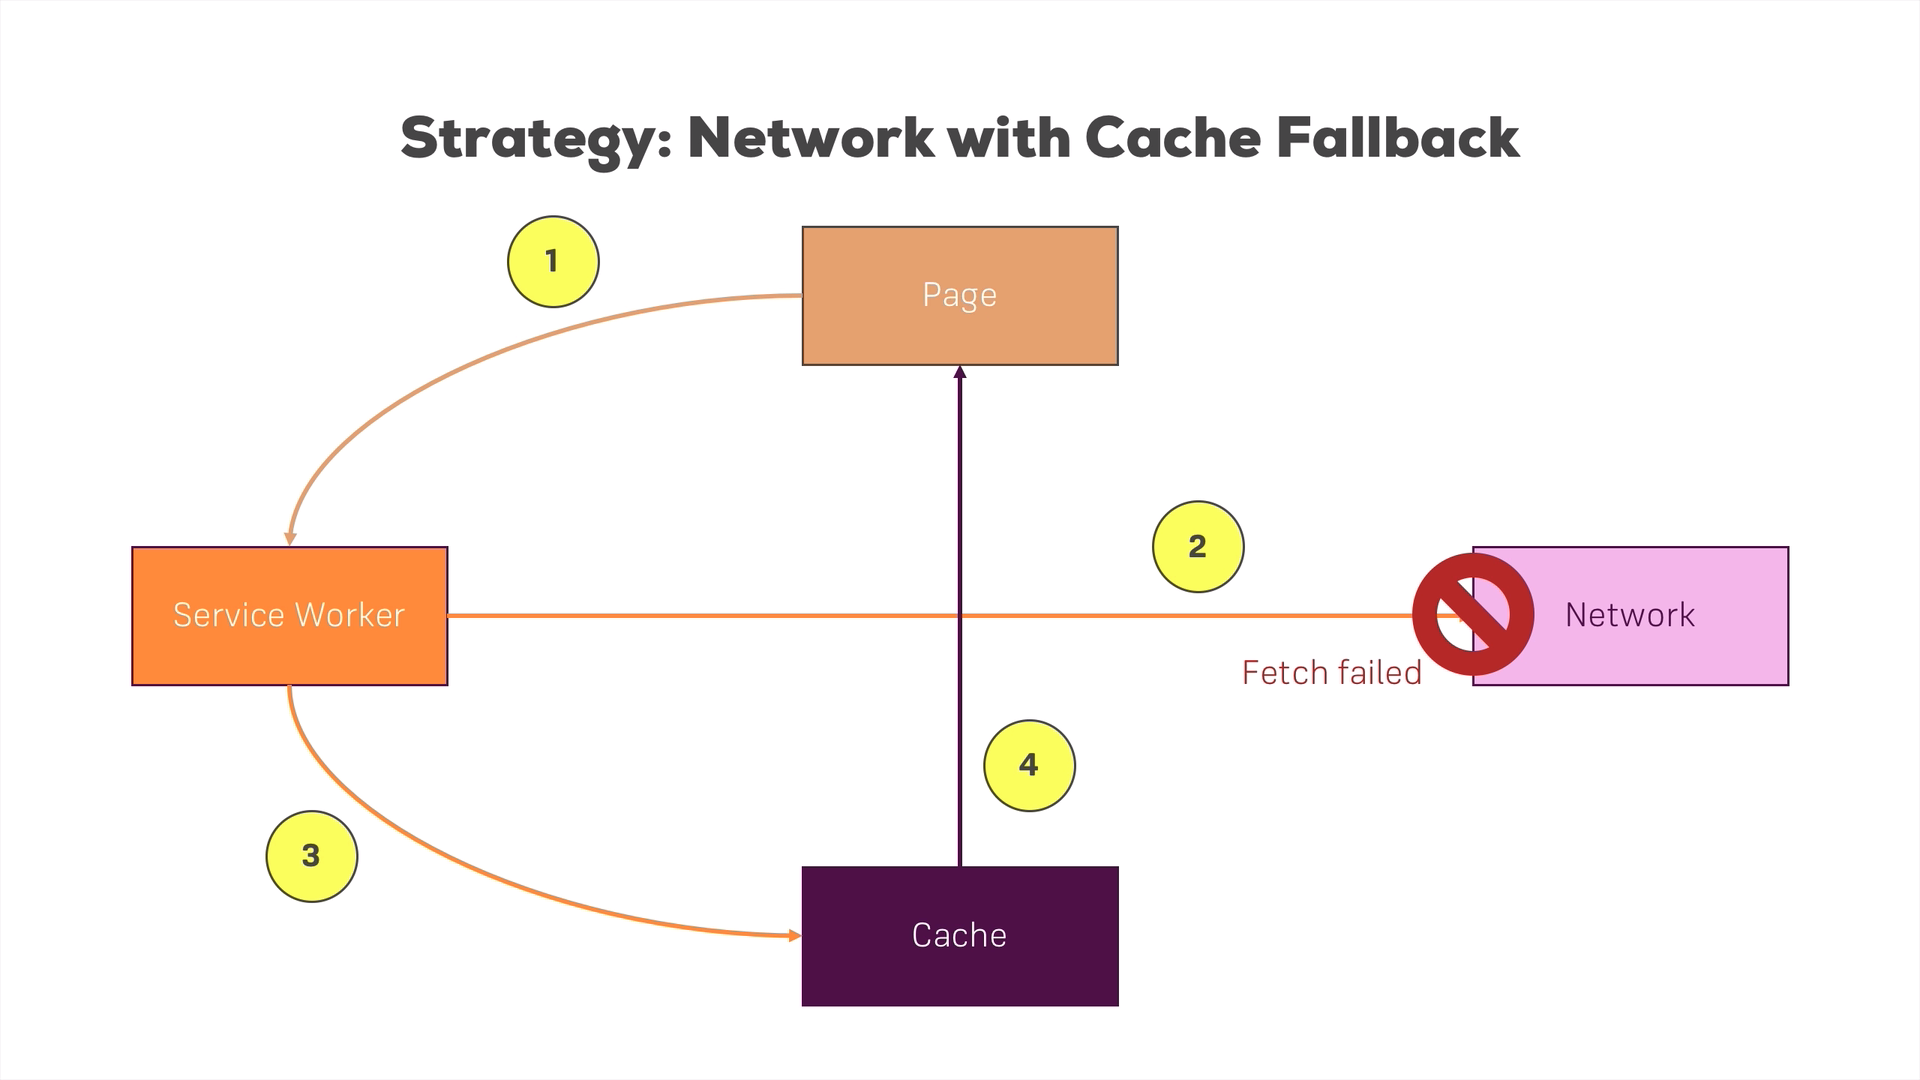 Strategy: Network with Cache Fallback
1
Page
2
Service Worker
Network
Fetch failed
4
3
Cache